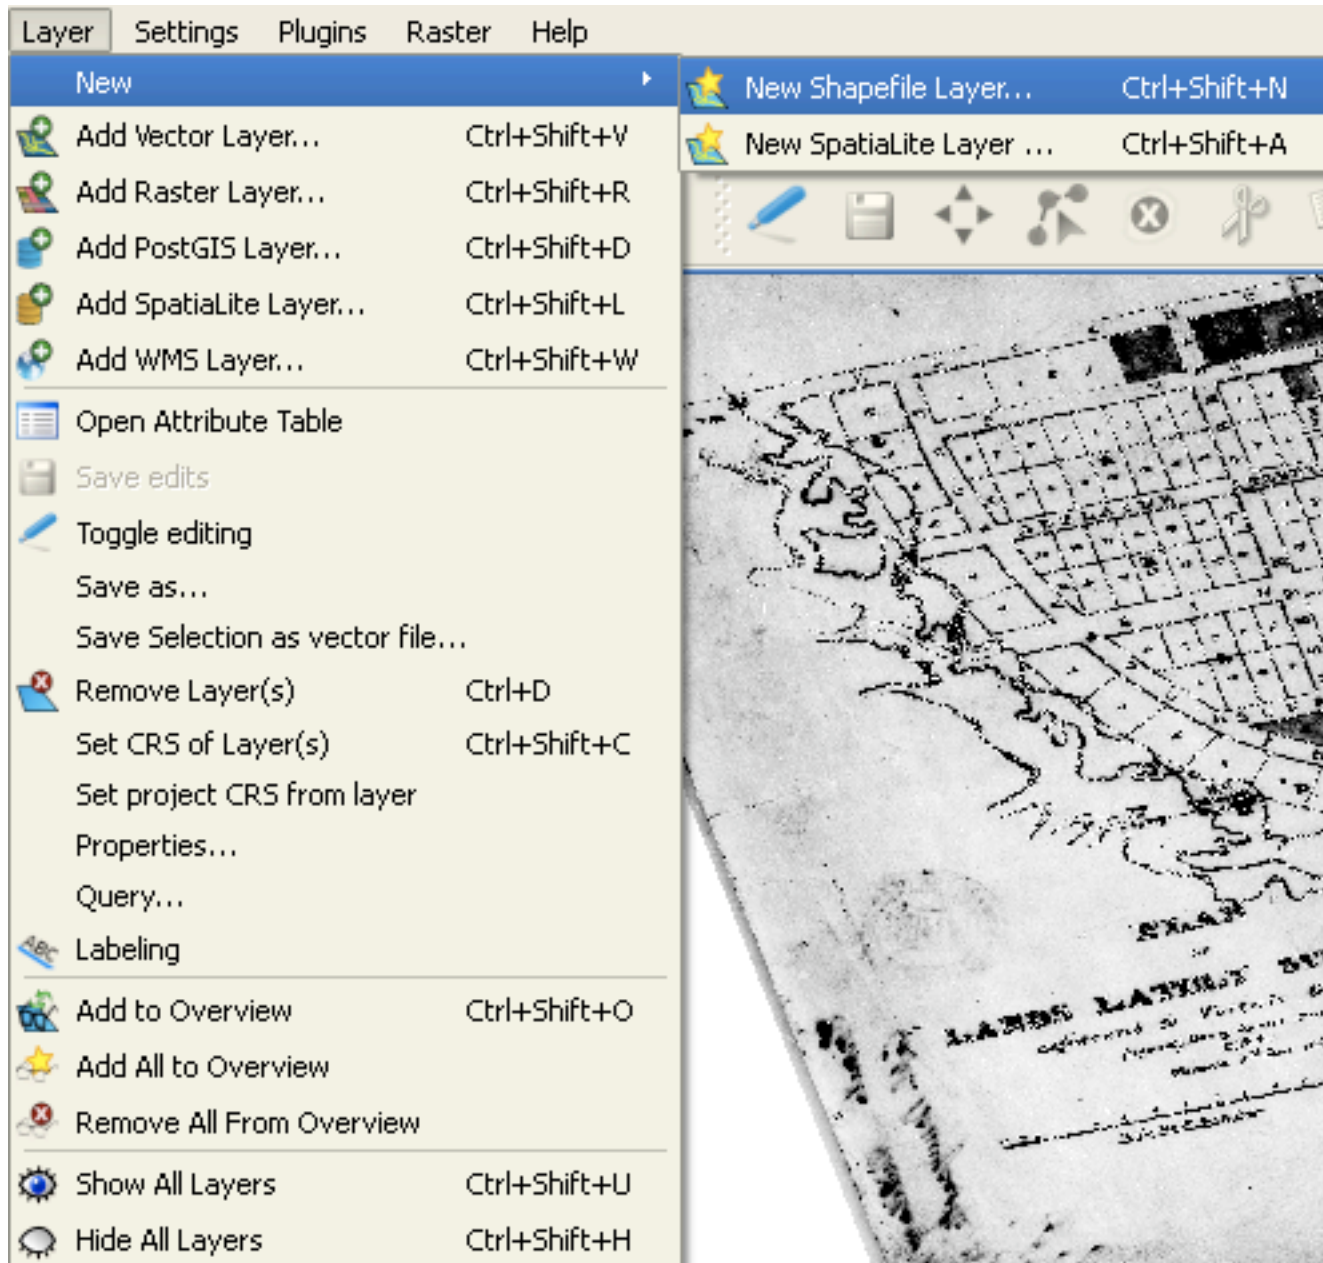 Layer Settings Plugins Raster Help
New
New Shapefile Layer... Ctrl+Shift+N
New SpatiaLite Layer ... Ctrl+Shift+A
Add Vector Layer... Ctrl+Shift+V
Add Raster Layer... Ctrl+Shift+R
Add PostGIS Layer... Ctrl+Shift+D
Add SpatiaLite Layer... Ctrl+Shift+L
Add WMS Layer... Ctrl+Shift+W
Open Attribute Table
Save edits
Toggle editing
Save as...
Save Selection as vector file...
Remove Layer(s) Ctrl+D
Set CRS of Layer(s) Ctrl+Shift+C
Set project CRS from layer
Properties...
Query...
ABC Labeling
Add to Overview Ctrl+Shift+O
Add All to Overview
Remove All From Overview
Show All Layers Ctrl+Shift+U
Hide All Layers Ctrl+Shift+H
PLAN
LANDS LATELY